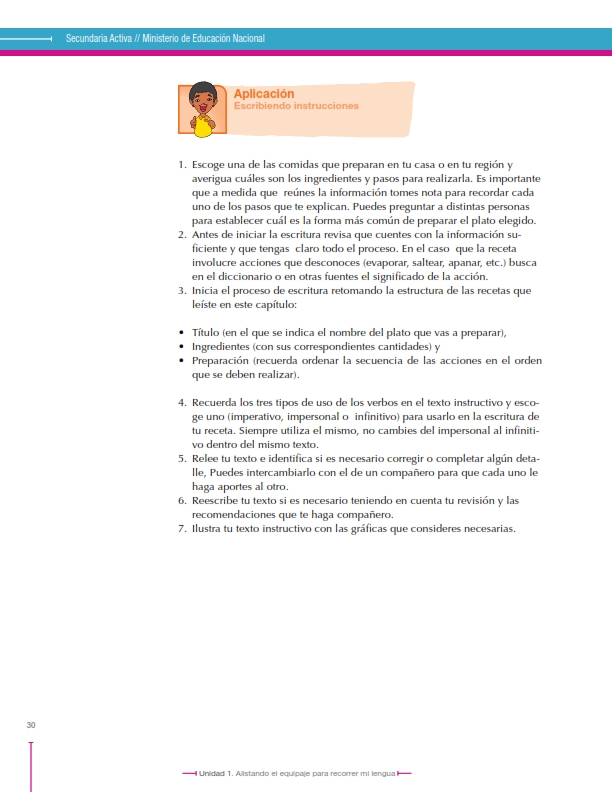 Secundaria Activa // Ministerio de Educación Nacional
Aplicación
Escribiendo instrucciones
1. Escoge una de las comidas que preparan en tu casa o en tu región y
averigua cuáles son los ingredientes y pasos para realizarla. Es importante
que a medida que reúnes la información tomes nota para recordar cada
uno de los pasos que te explican. Puedes preguntar a distintas personas
para establecer cuál es la forma más común de preparar el plato elegido.
2. Antes de iniciar la escritura revisa que cuentes con la información su-
ficiente y que tengas claro todo el proceso. En el caso que la receta
involucre acciones que desconoces (evaporar, saltear, apanar, etc.) busca
en el diccionario o en otras fuentes el significado de la acción.
3. Inicia el proceso de escritura retomando la estructura de las recetas que
leíste en este capítulo:
• Título (en el que se indica el nombre del plato que vas a preparar),
• Ingredientes (con sus correspondientes cantidades) y
• Preparación (recuerda ordenar la secuencia de las acciones en el orden
que se deben realizar).
4. Recuerda los tres tipos de uso de los verbos en el texto instructivo y esco-
ge uno (imperativo, impersonal o infinitivo) para usarlo en la escritura de
tu receta. Siempre utiliza el mismo, no cambies del impersonal al infiniti-
vo dentro del mismo texto.
5. Relee tu texto e identifica si es necesario corregir o completar algún deta-
lle, Puedes intercambiarlo con el de un compañero para que cada uno le
haga aportes al otro.
6. Reescribe tu texto si es necesario teniendo en cuenta tu revisión y las
recomendaciones que te haga compañero.
7. Ilustra tu texto instructivo con las gráficas que consideres necesarias.
30
Unidad 1. Alistando el equipaje para recorrer mi lengua